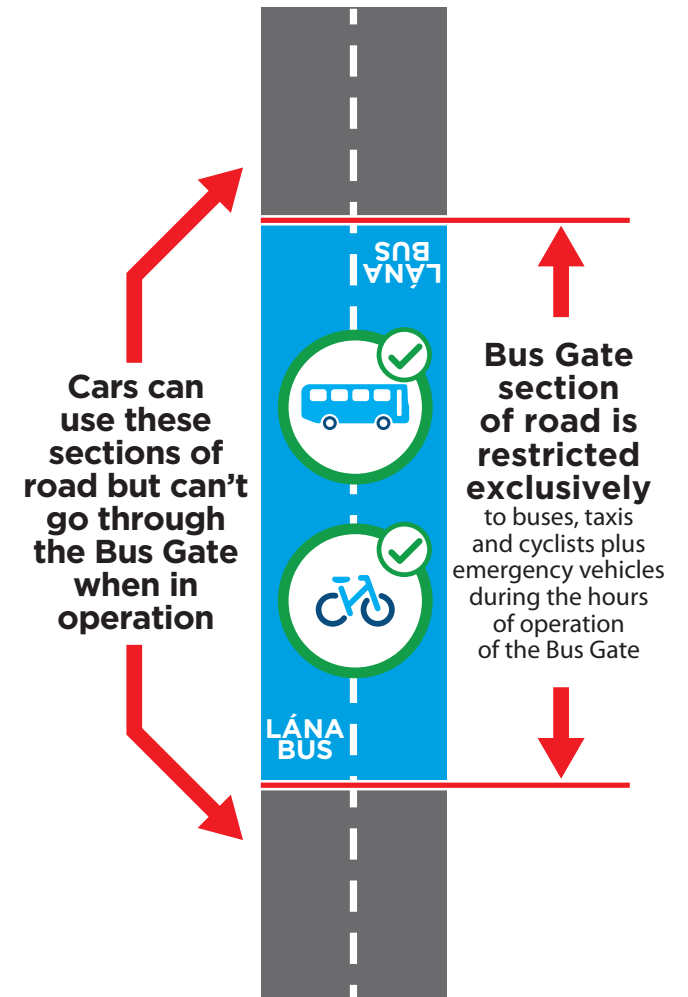 LÁNA
BUS
Cars can
use these
sections of
road but can't
go through
the Bus Gate
when in
operation
Bus Gate
section
of road is
restricted
exclusively
to buses, taxis
and cyclists plus
emergency vehicles
during the hours
of operation
of the Bus Gate
LÁNA
BUS